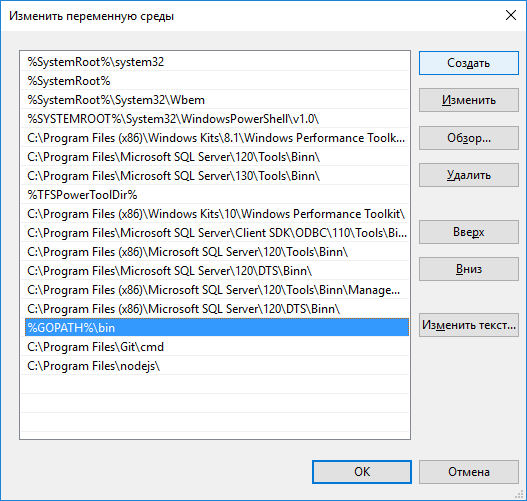 Изменить переменную среды
%SystemRoot%\system32
%SystemRoot%
%SystemRoot%\System32\Wbem
%SYSTEMROOT%\System32\WindowsPowerShell\v1.0\
C:\Program Files (x86)\Windows Kits\8.1\Windows Performance Toolk...
C:\Program Files\Microsoft SQL Server\120\Tools\Binn\
C:\Program Files\Microsoft SQL Server\130\Tools\Binn\
%TFSPowerToolDir%
C:\Program Files (x86)\Windows Kits\10\Windows Performance Toolkit\
C:\Program Files\Microsoft SQL Server\Client SDK\ODBC\110\Tools\Bi...
C:\Program Files (x86)\Microsoft SQL Server\120\Tools\Binn\
C:\Program Files\Microsoft SQL Server\120\DTS\Binn\
C:\Program Files (x86)\Microsoft SQL Server\120\Tools\Binn\Manage...
C:\Program Files (x86)\Microsoft SQL Server\120\DTS\Binn\
%GOPATH%\bin
C:\Program Files\Git\cmd
C:\Program Files\nodejs\
Создать
Изменить
Обзор...
Удалить
Вверх
Вниз
Изменить текст...
OK
Отмена